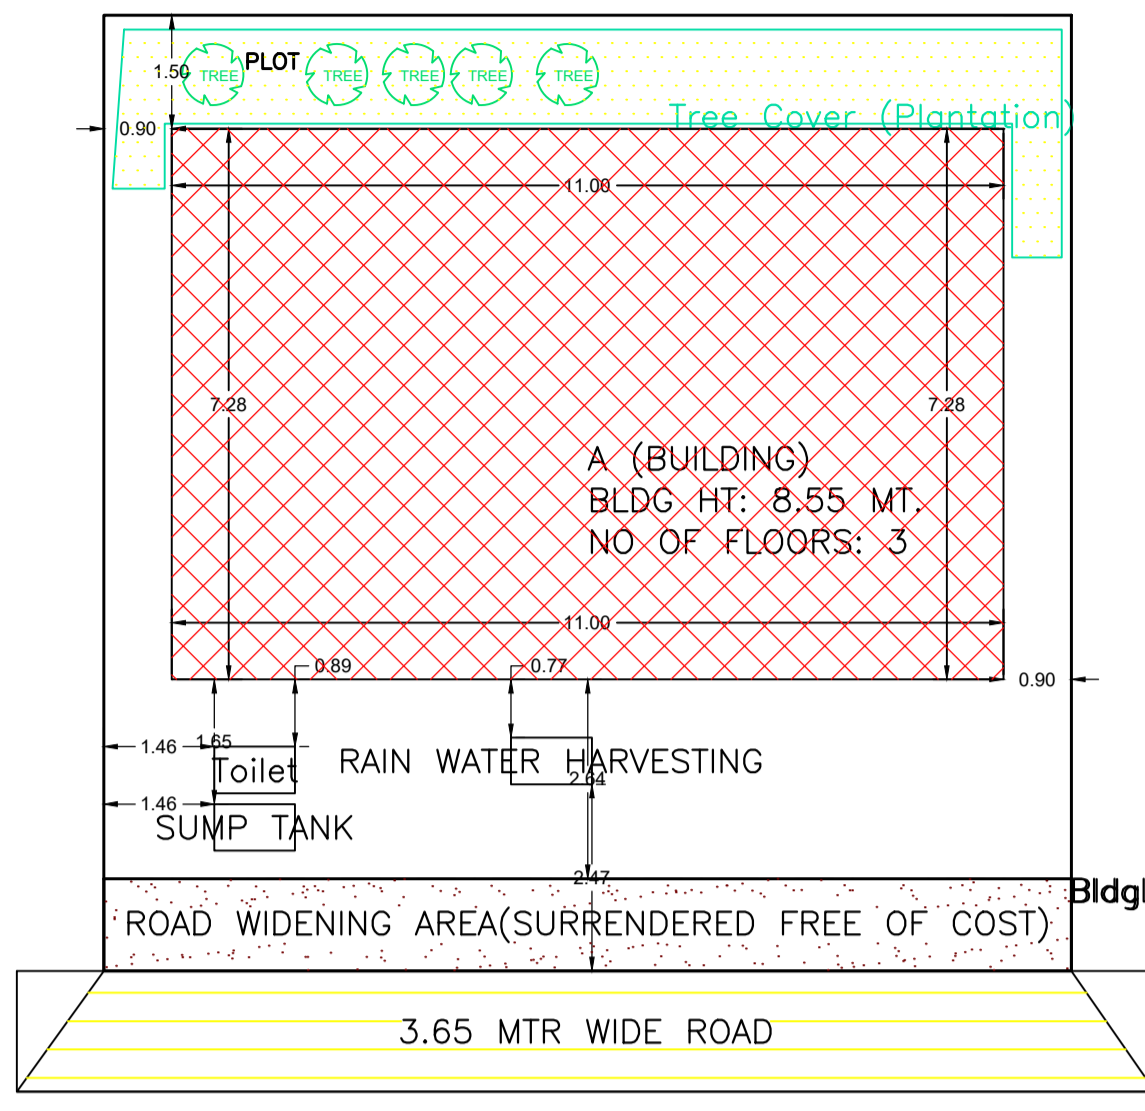 TREE
PLOT
TREE
TREE
TREE
TREE
1.50
Tree Cover (Plantation)
0.90
11.00
7.28
7.28
A (BUILDING)
BLDG HT: 8.55 MT.
NO OF FLOORS: 3
11.00
0.89
0.77
0.90
1.46
1.65
Toilet
RAIN WATER HARVESTING
2.64
1.46
SUMP TANK
2.47
Bldgl
ROAD WIDENING AREA(SURRENDERED FREE OF COST)
3.65 MTR WIDE ROAD